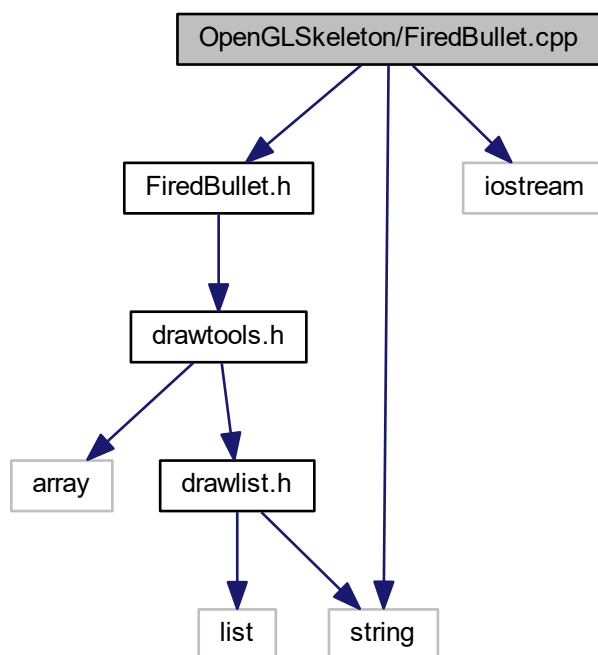 OpenGLSkeleton/FiredBullet.cpp
FiredBullet.h
iostream
drawtools.h
array
drawlist.h
list
string